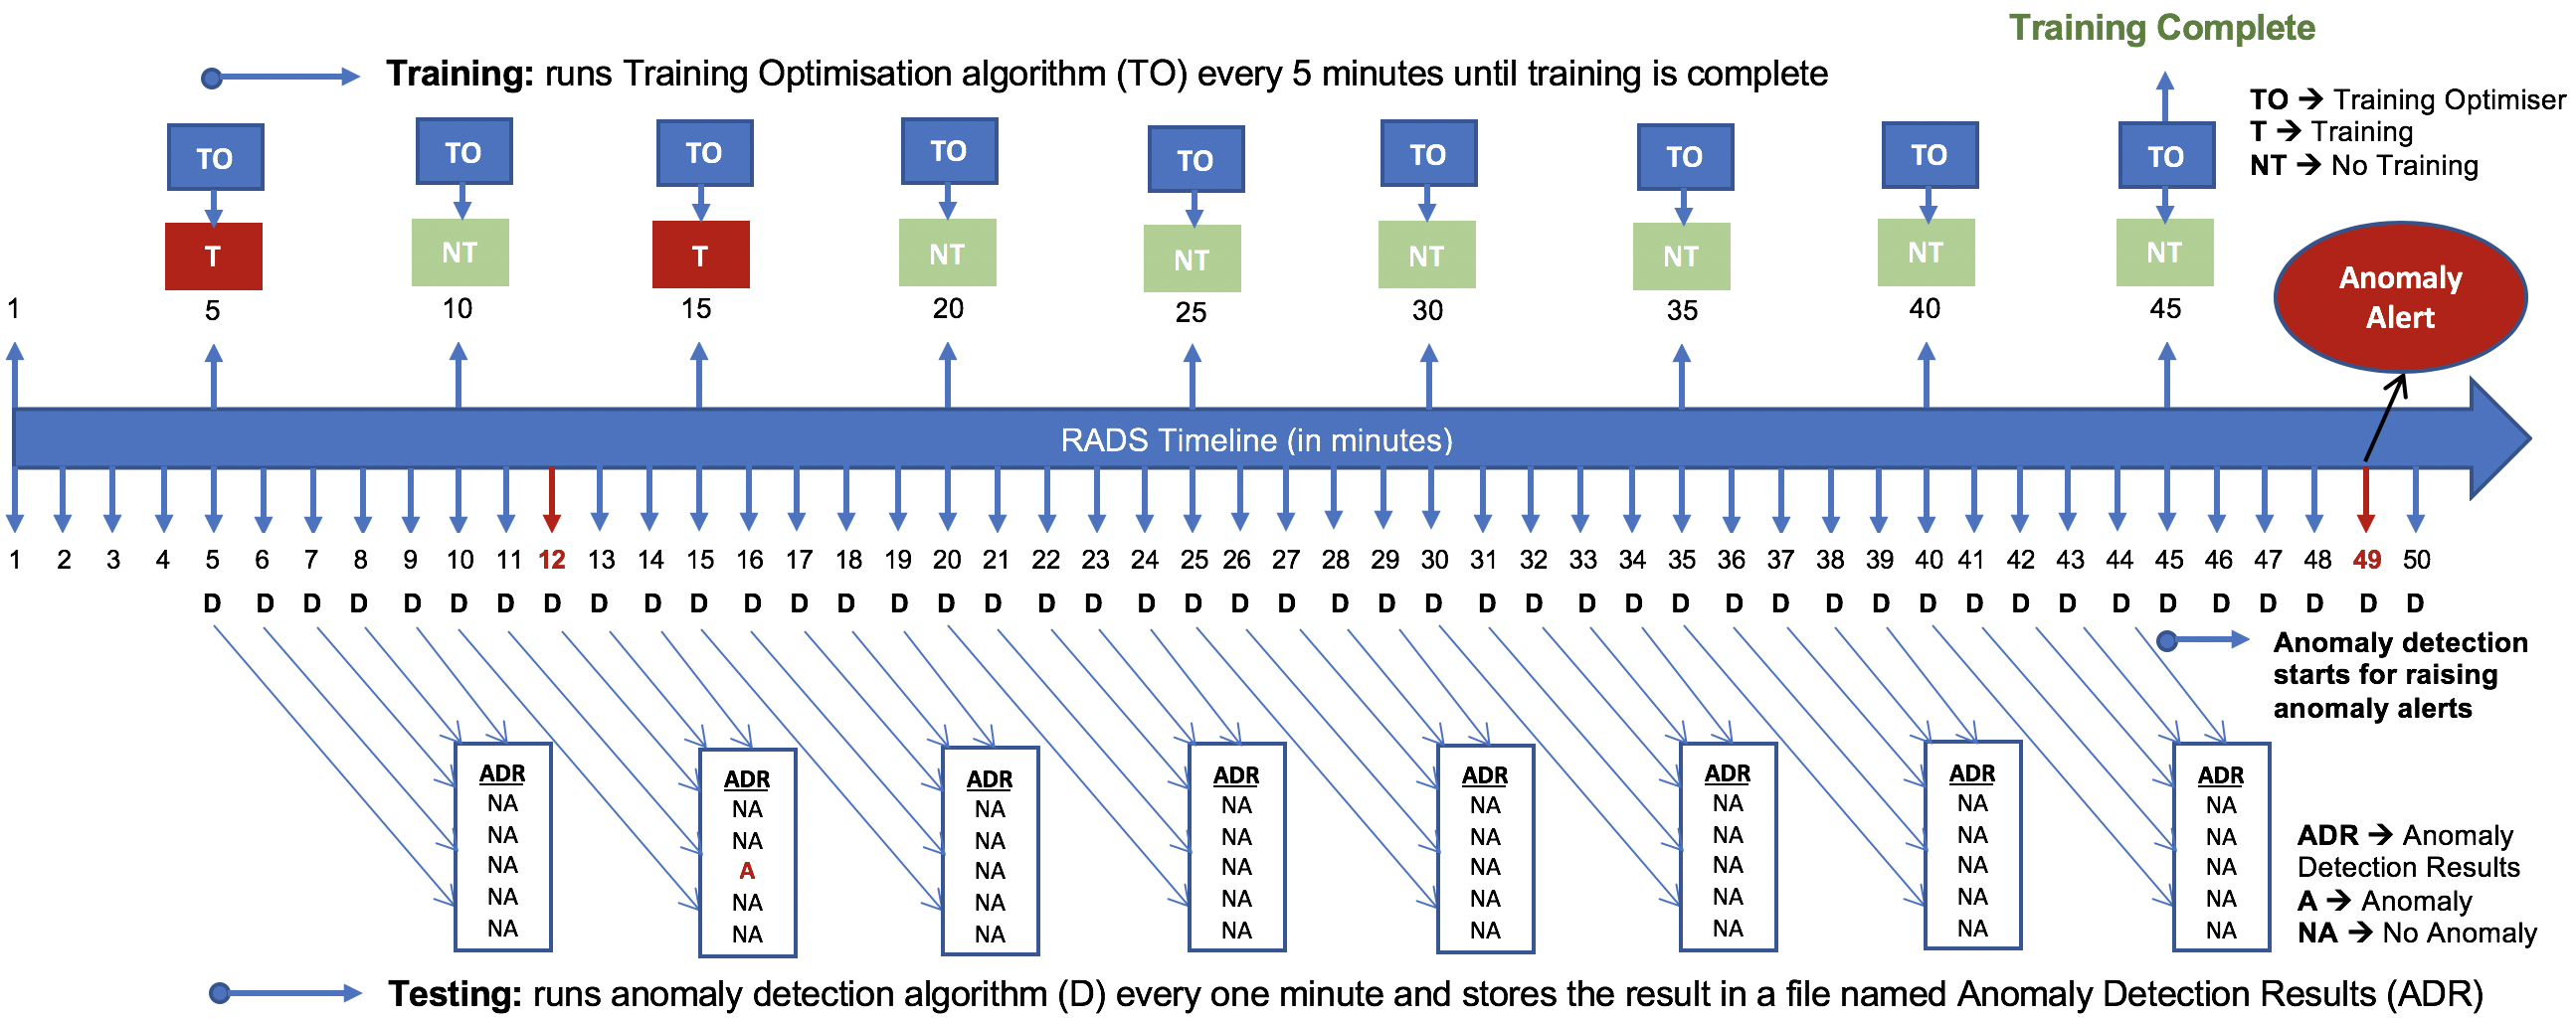 Training Complete
Training: runs Training Optimisation algorithm (TO) every 5 minutes until training is complete
TO → Training Optimiser
T → Training
NT → No Training
TO TO TO TO TO TO TO TO TO
T NT T NT NT NT NT NT NT
1 5 10 15 20 25 30 35 40 45
Anomaly
Alert
RADS Timeline (in minutes)
1 2 3 4 5 6 7 8 9 10 11 12 13 14 15 16 17 18 19 20 21 22 23 24 25 26 27 28 29 30 31 32 33 34 35 36 37 38 39 40 41 42 43 44 45 46 47 48 49 50
D D D D D D D D D D D D D D D D D D D D D D D D D D D D D D D D D D D D D D D D D D D D D D
Anomaly detection
starts for raising
anomaly alerts
ADR ADR ADR ADR ADR ADR ADR ADR
NA NA NA NA NA NA NA NA
NA NA NA NA NA NA NA NA
NA A NA NA NA NA NA NA
NA NA NA NA NA NA NA NA
NA NA NA NA NA NA NA NA
ADR → Anomaly
Detection Results
A → Anomaly
NA → No Anomaly
Testing: runs anomaly detection algorithm (D) every one minute and stores the result in a file named Anomaly Detection Results (ADR)